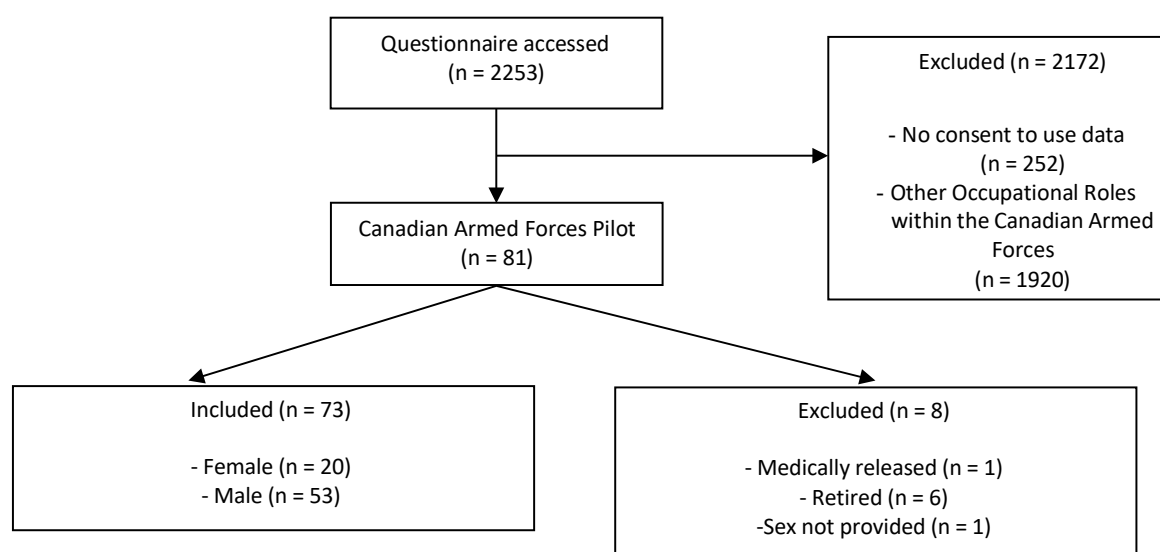 Questionnaire accessed
(n = 2253)
Excluded (n = 2172)
- No consent to use data
(n = 252)
- Other Occupational Roles
within the Canadian Armed
Forces
(n = 1920)
Canadian Armed Forces Pilot
(n = 81)
Included (n = 73)
- Female (n = 20)
- Male (n = 53)
Excluded (n = 8)
- Medically released (n = 1)
- Retired (n = 6)
-Sex not provided (n = 1)